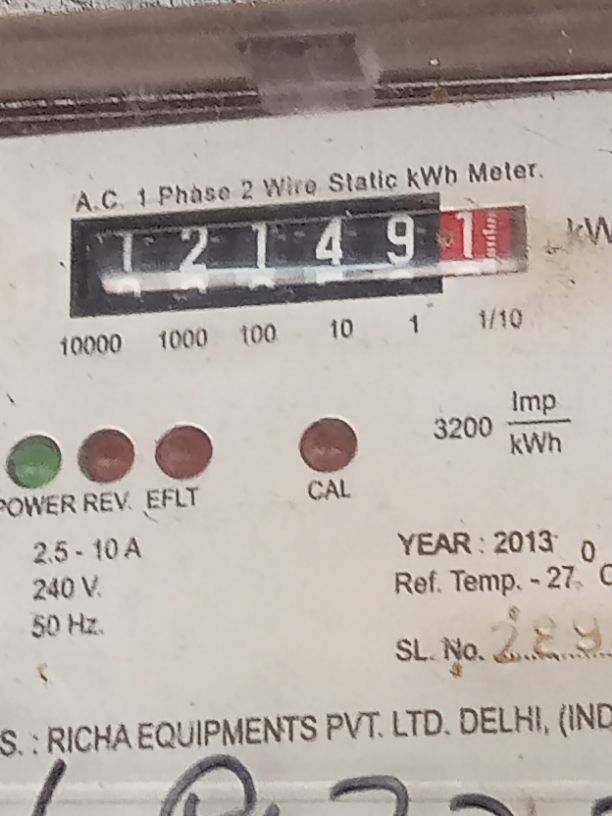 A.C. 1 Phase 2 Wire Static kWh Meter.
1 2 1 4 9 1
kW
10000 1000 100 10 1 1/10
3200 Imp/kWh
POWER REV. EFLT CAL
2.5 - 10 A
240 V.
50 Hz.
YEAR : 2013
Ref. Temp. - 27
SL. No.
S. : RICHA EQUIPMENTS PVT. LTD. DELHI, (IND